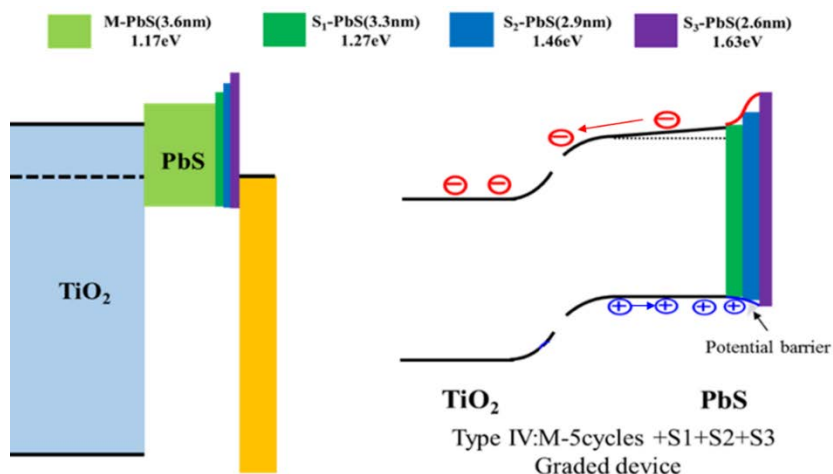 M-PbS(3.6nm)
1.17eV
S₁-PbS(3.3nm)
1.27eV
S₂-PbS(2.9nm)
1.46eV
S₃-PbS(2.6nm)
1.63eV
PbS
TiO₂
Potential barrier
TiO₂
PbS
Type IV:M-5cycles +S1+S2+S3
Graded device